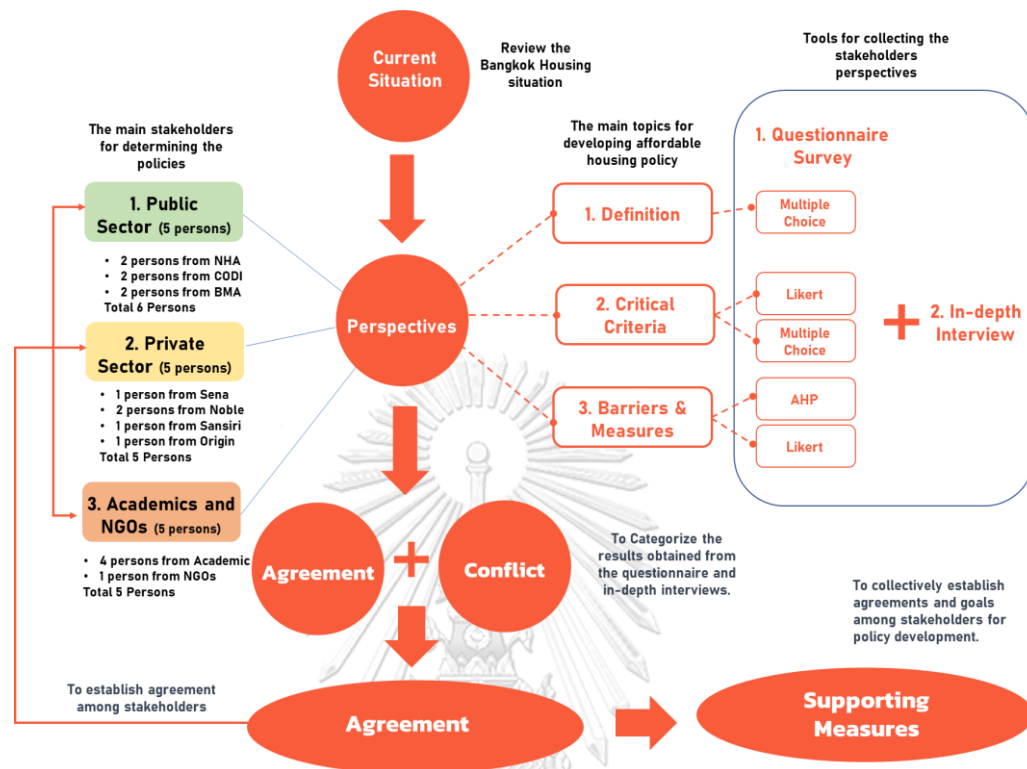 Current
Situation
Review the
Bangkok Housing
situation
Tools for collecting the
stakeholders
perspectives
The main stakeholders
for determining the
policies
The main topics for
developing affordable
housing policy
1. Questionnaire
Survey
1. Public
Sector (5 persons)
• 2 persons from NHA
• 2 persons from CODI
• 2 persons from BMA
Total 6 Persons
1. Definition
Multiple
Choice
Perspectives
2. Critical
Criteria
Likert
Multiple
Choice
+
2. In-depth
Interview
2. Private
Sector (5 persons)
• 1 person from Sena
• 2 persons from Noble
• 1 person from Sansiri
• 1 person from Origin
Total 5 Persons
3. Barriers &
Measures
AHP
Likert
3. Academics and
NGOs (5 persons)
• 4 persons from Academic
• 1 person from NGOs
Total 5 Persons
Agreement
+
Conflict
To Categorize the
results obtained from
the questionnaire and
in-depth interviews.
To collectively establish
agreements and goals
among stakeholders for
policy development.
To establish agreement
among stakeholders
Agreement
Supporting
Measures